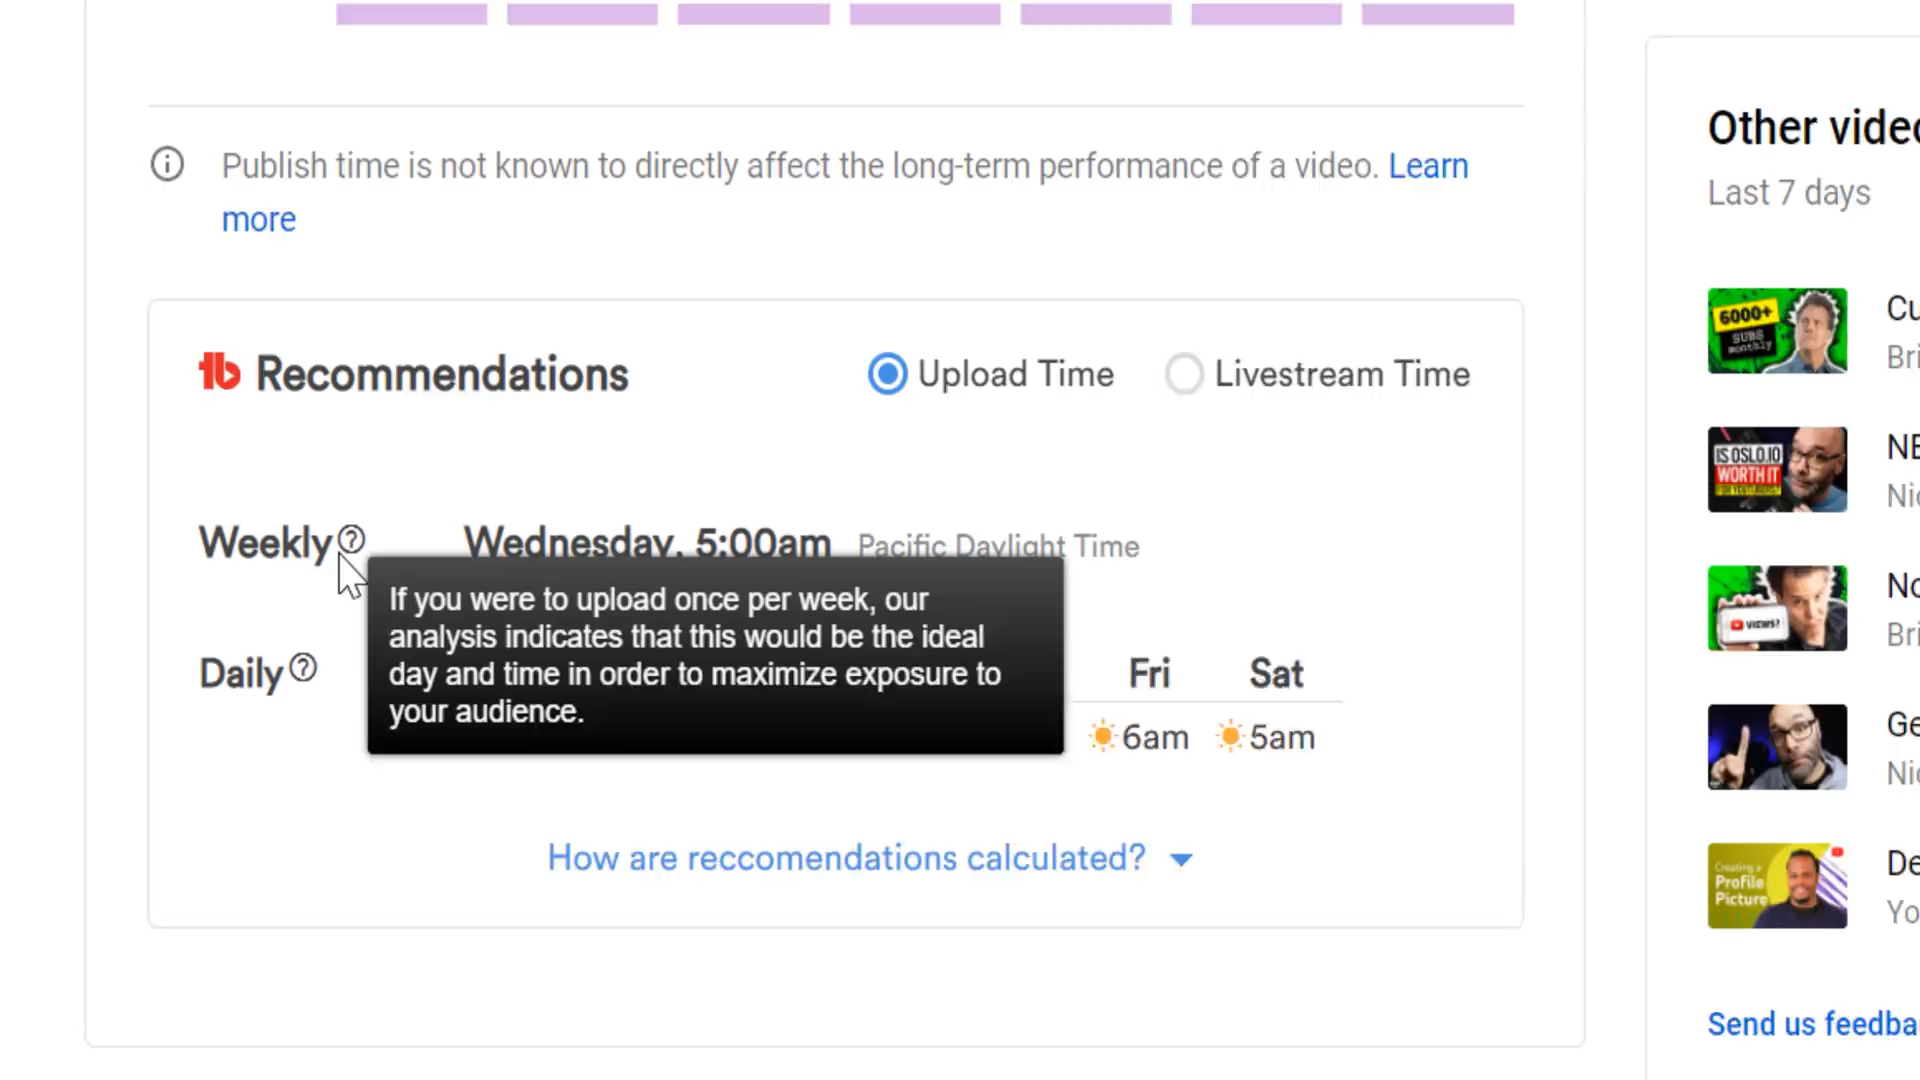 Publish time is not known to directly affect the long-term performance of a video. Learn
more
Recommendations
Upload Time
Livestream Time
Weekly
Wednesday, 5:00am Pacific Daylight Time
If you were to upload once per week, our
analysis indicates that this would be the ideal
day and time in order to maximize exposure to
your audience.
Daily
Fri Sat
6am 5am
How are reccomendations calculated?
Other
Last 7 days
6000+
SUBS
monthly
IS OSLO.IO
WORTH IT
VIEWS?
Creating a
Profile
Picture
Send us